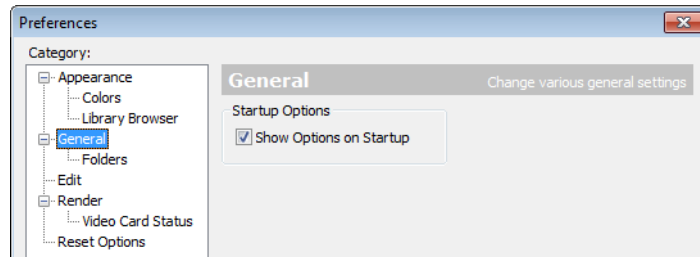 Preferences
Category:
Appearance
Colors
Library Browser
General
Folders
Edit
Render
Video Card Status
Reset Options
General
Change various general settings
Startup Options
Show Options on Startup